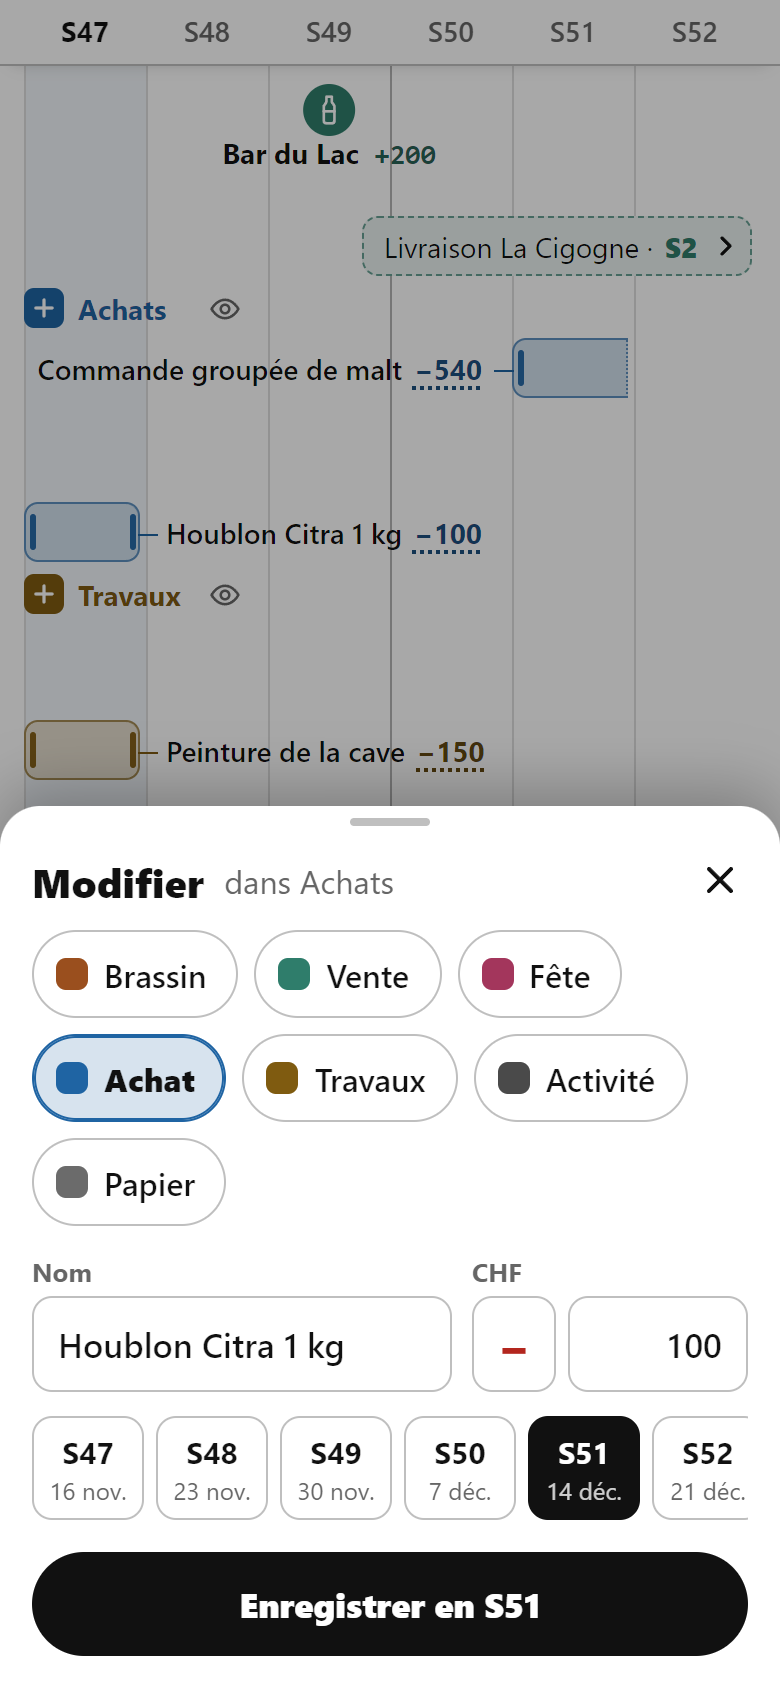 S47 S48 S49 S50 S51 S52
Bar du Lac +200
Livraison La Cigogne · S2
Achats
Commande groupée de malt −540
Houblon Citra 1 kg −100
Travaux
Peinture de la cave −150
Modifier dans Achats
Brassin Vente Fête
Achat Travaux Activité
Papier
Nom CHF
Houblon Citra 1 kg − 100
S47 S48 S49 S50 S51 S52
16 nov. 23 nov. 30 nov. 7 déc. 14 déc. 21 déc.
Enregistrer en S51